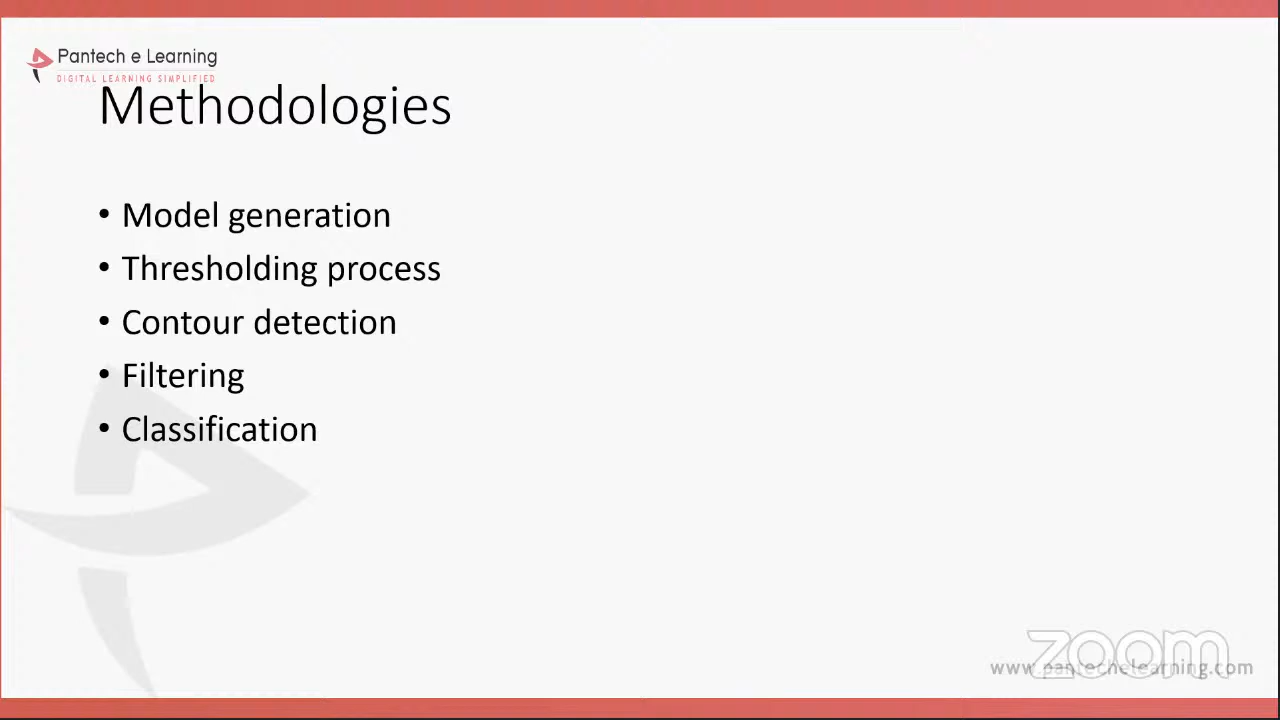 Pantech e Learning
DIGITAL LEARNING SIMPLIFIED
Methodologies
• Model generation
• Thresholding process
• Contour detection
• Filtering
• Classification
zoom
www.pantechelearning.com